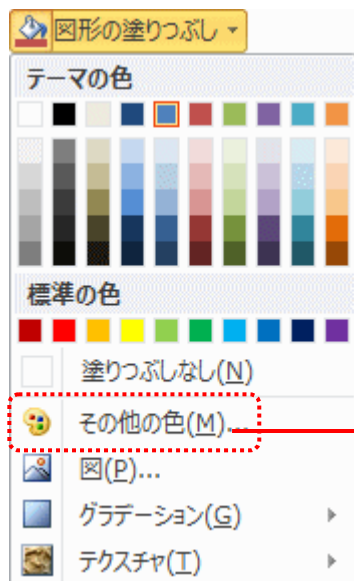 図形の塗りつぶし
テーマの色
標準の色
塗りつぶしなし(N)
その他の色(M)...
図(P)...
グラデーション(G)
テクスチャ(T)